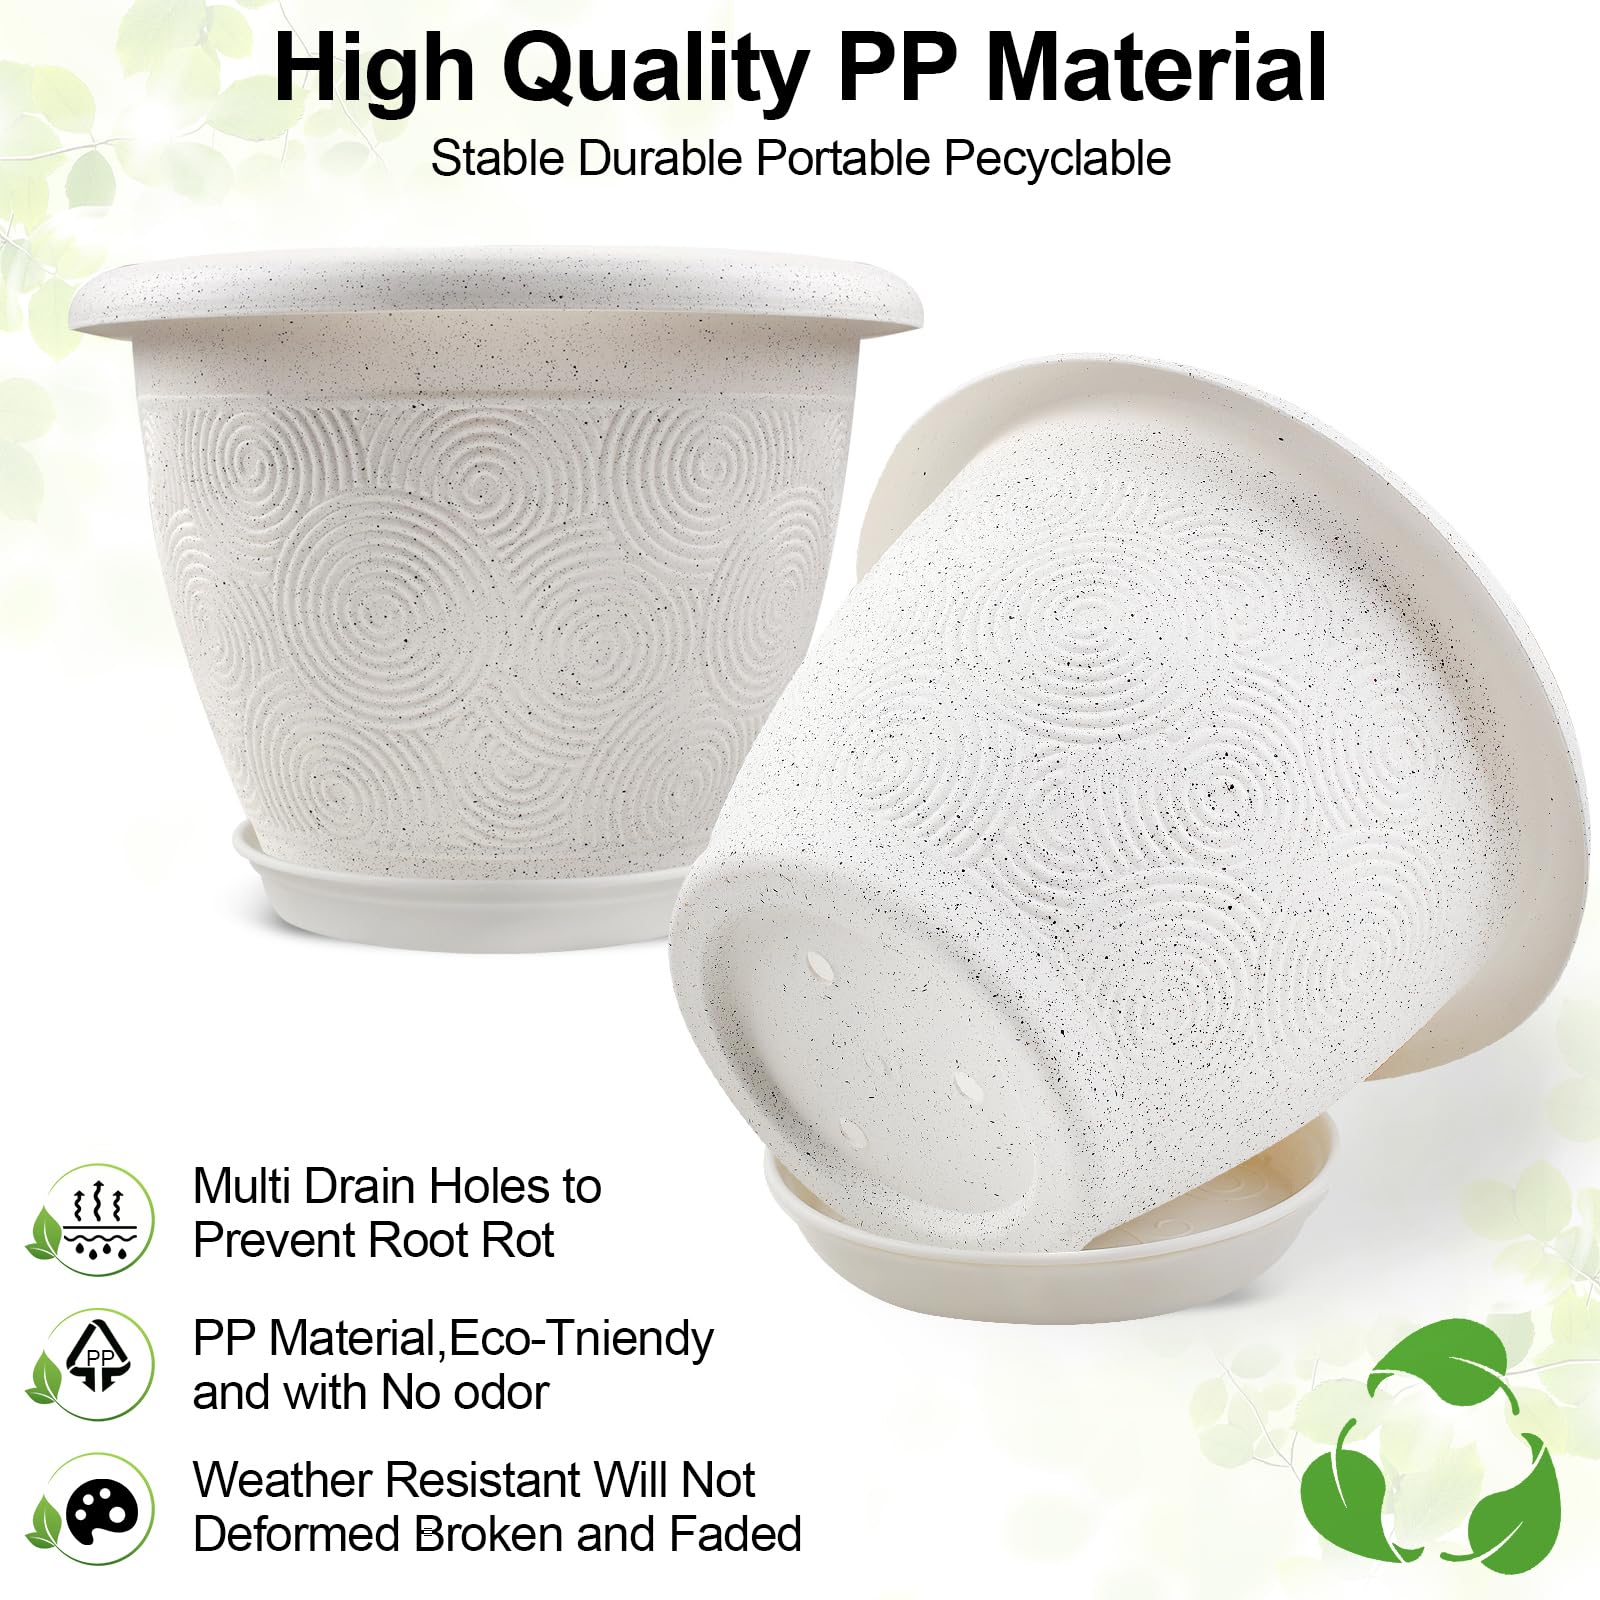 High Quality PP Material
Stable Durable Portable Pecyclable
Multi Drain Holes to
Prevent Root Rot
PP
PP Material,Eco-Tniendy
and with No odor
Weather Resistant Will Not
Deformed Broken and Faded